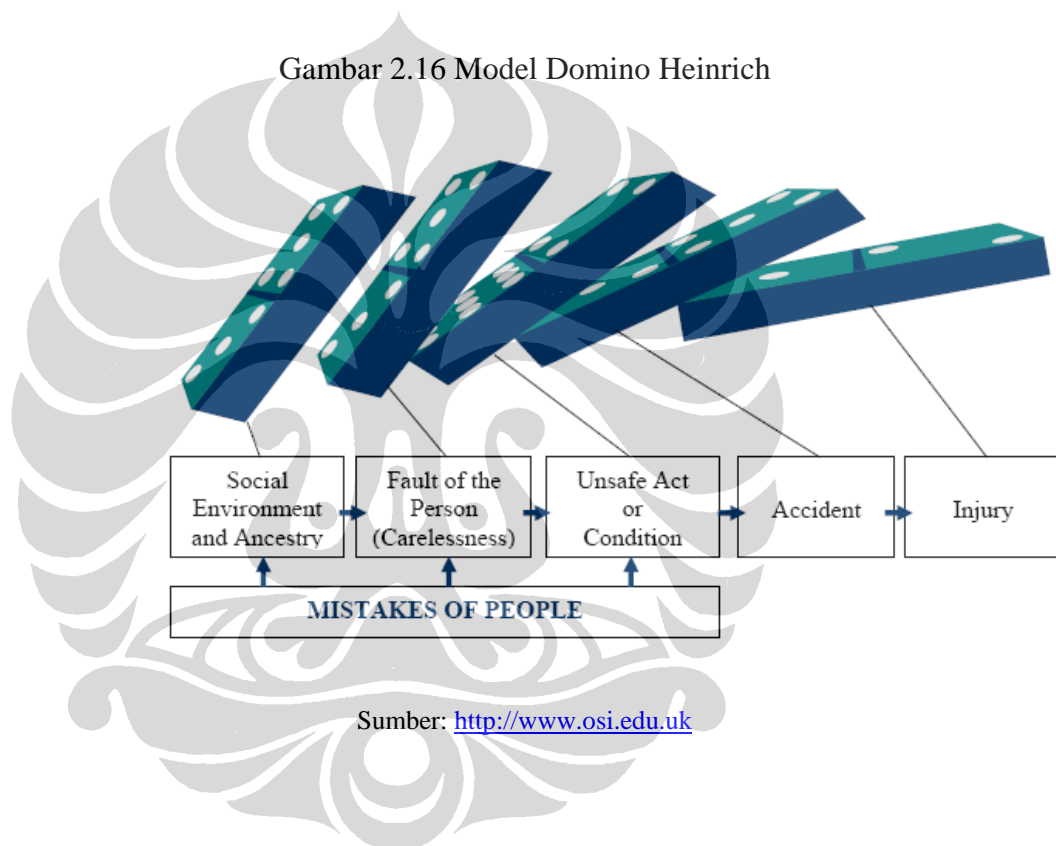 Gambar 2.16 Model Domino Heinrich
Social
Environment
and Ancestry
Fault of the
Person
(Carelessness)
Unsafe Act
or
Condition
Accident
Injury
MISTAKES OF PEOPLE
Sumber: http://www.osi.edu.uk